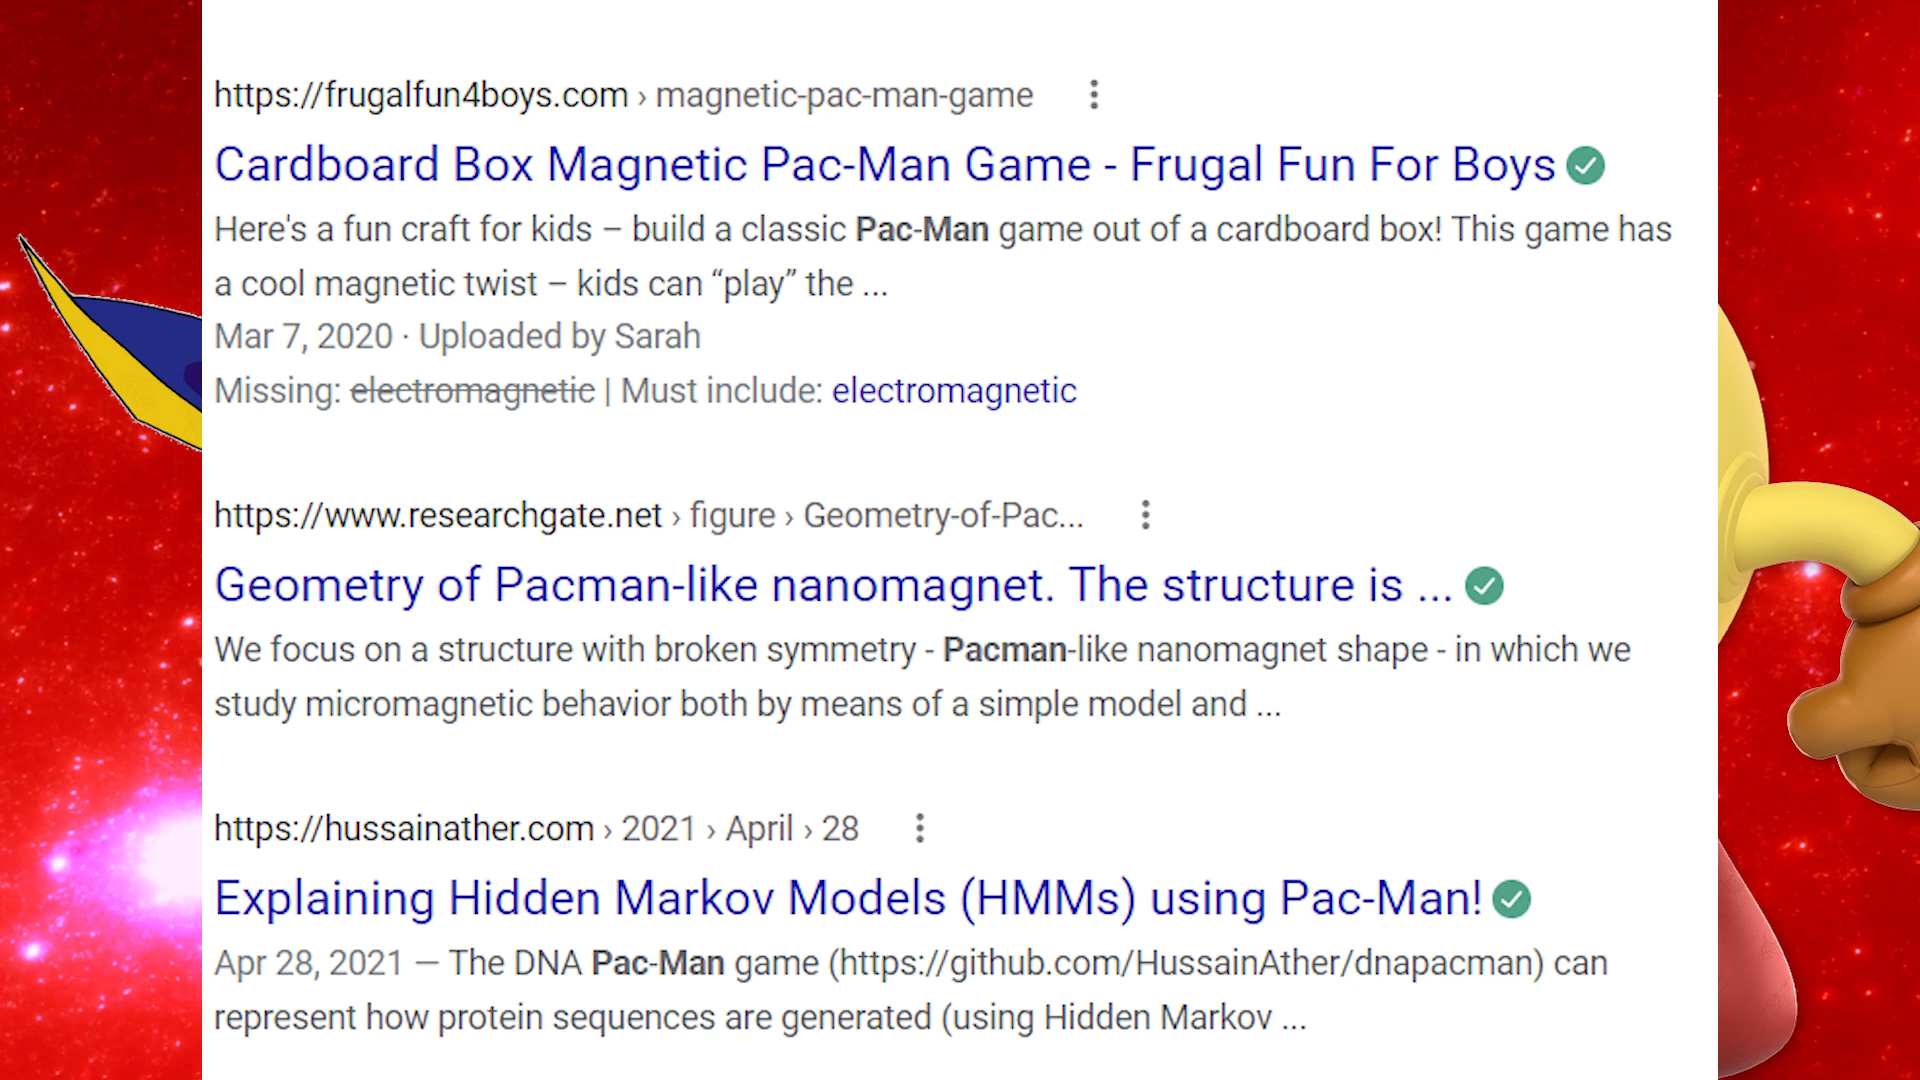 https://frugalfun4boys.com › magnetic-pac-man-game
Cardboard Box Magnetic Pac-Man Game - Frugal Fun For Boys
Here's a fun craft for kids – build a classic Pac-Man game out of a cardboard box! This game has
a cool magnetic twist – kids can “play” the ...
Mar 7, 2020 · Uploaded by Sarah
Missing: electromagnetic | Must include: electromagnetic
https://www.researchgate.net › figure › Geometry-of-Pac...
Geometry of Pacman-like nanomagnet. The structure is ...
We focus on a structure with broken symmetry - Pacman-like nanomagnet shape - in which we
study micromagnetic behavior both by means of a simple model and ...
https://hussainather.com › 2021 › April › 28
Explaining Hidden Markov Models (HMMs) using Pac-Man!
Apr 28, 2021 — The DNA Pac-Man game (https://github.com/HussainAther/dnapacman) can
represent how protein sequences are generated (using Hidden Markov ...